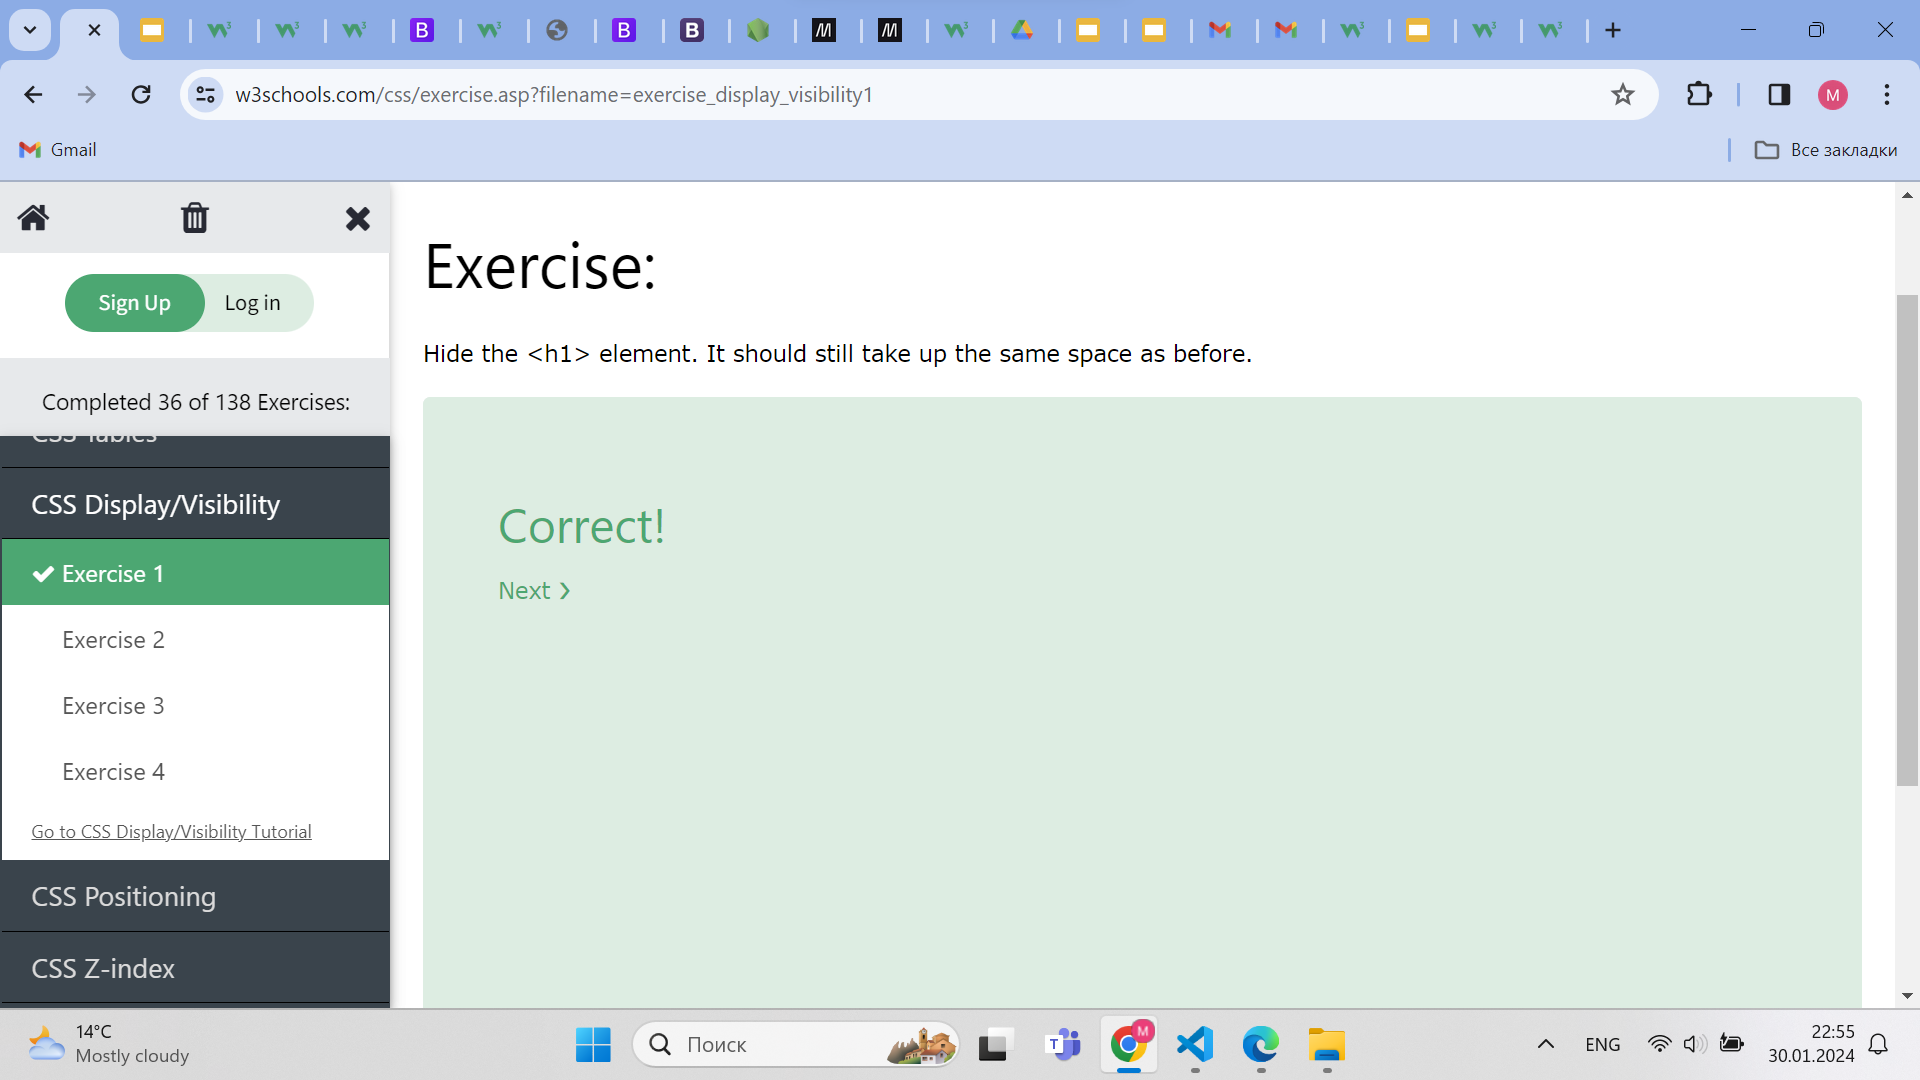 w3schools.com/css/exercise.asp?filename=exercise_display_visibility1
M
Gmail
Все закладки
Sign Up
Log in
Completed 36 of 138 Exercises:
CSS Tables
CSS Display/Visibility
Exercise 1
Exercise 2
Exercise 3
Exercise 4
Go to CSS Display/Visibility Tutorial
CSS Positioning
CSS Z-index
Exercise:
Hide the <h1> element. It should still take up the same space as before.
Correct!
Next ❯
14°C
Mostly cloudy
Поиск
ENG
22:55
30.01.2024